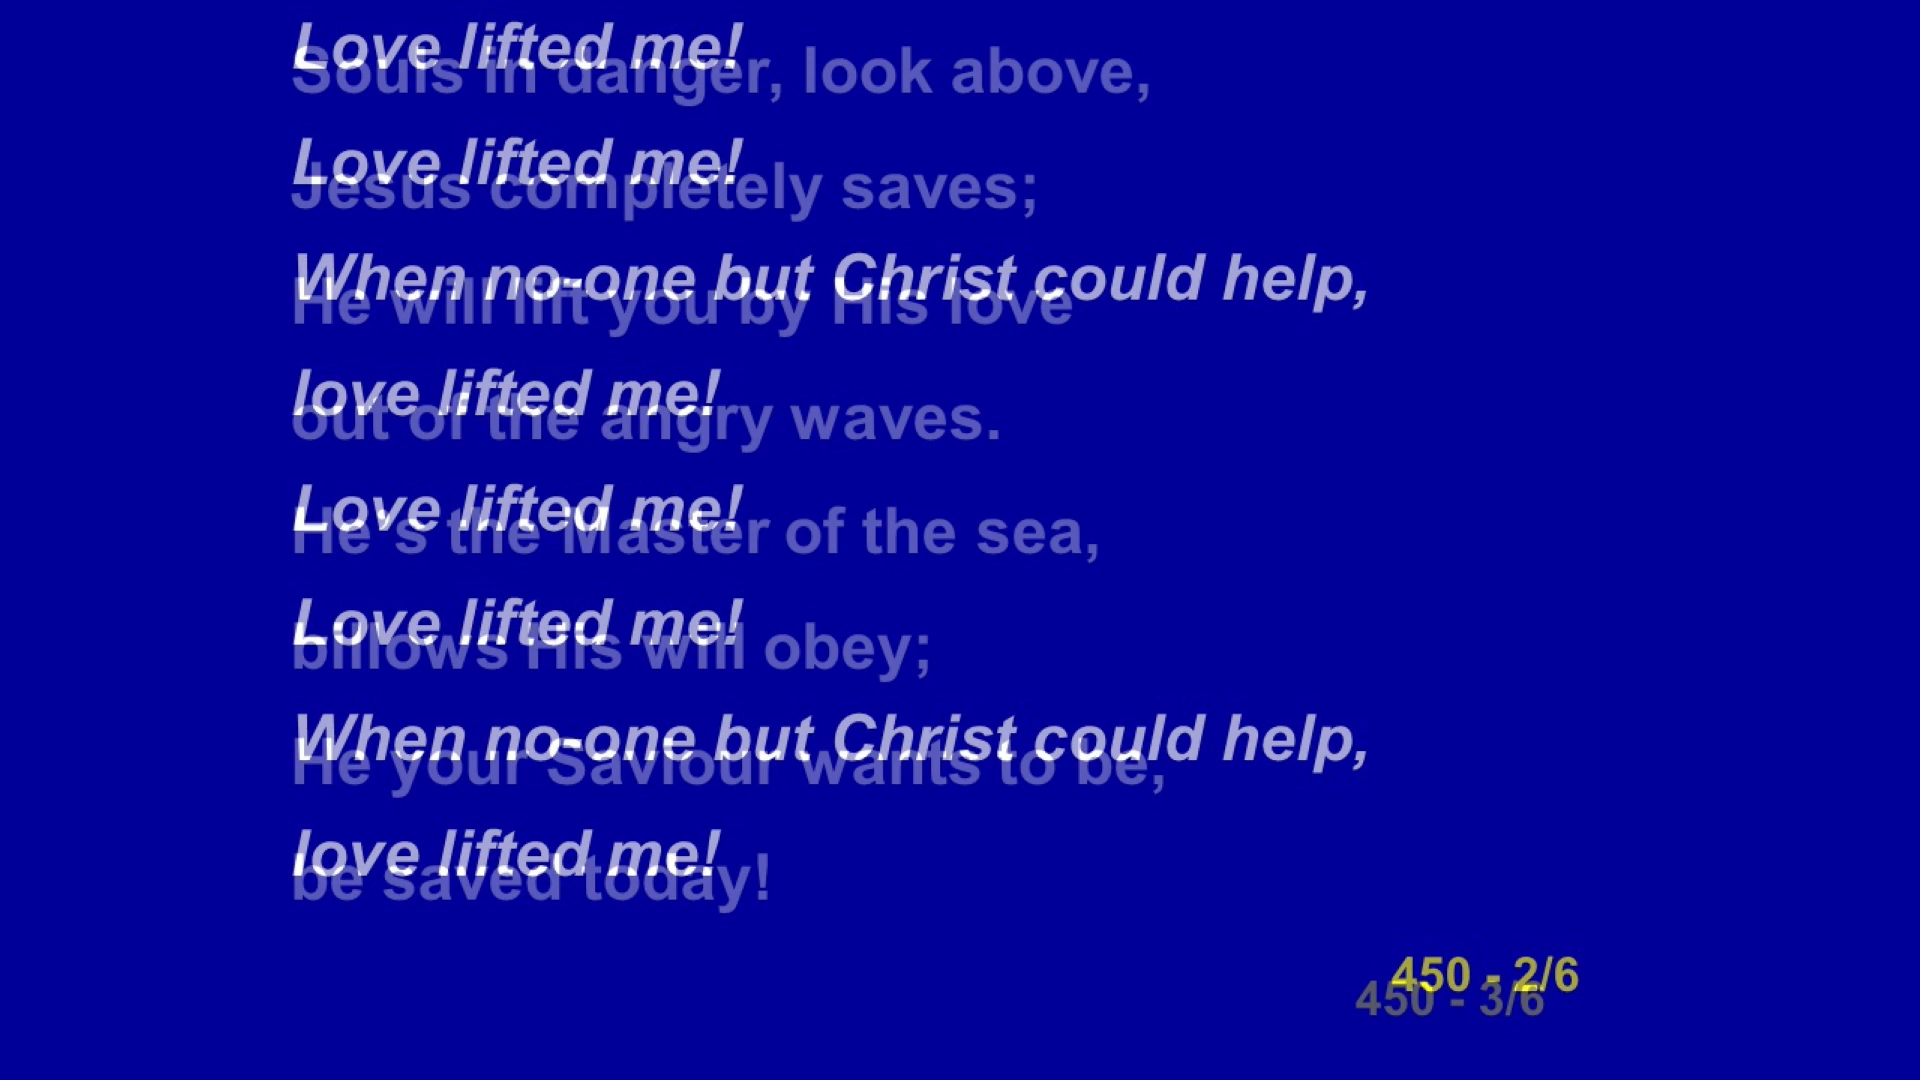 Love lifted me!
Souls in danger, look above,
Love lifted me!
Jesus completely saves;
When no-one but Christ could help,
He will lift you by His love
love lifted me!
out of the angry waves.
Love lifted me!
He's the Master of the sea,
Love lifted me!
billows His will obey;
When no-one but Christ could help,
He your Saviour wants to be,
love lifted me!
be saved today!
450 - 2/6
450 - 3/6